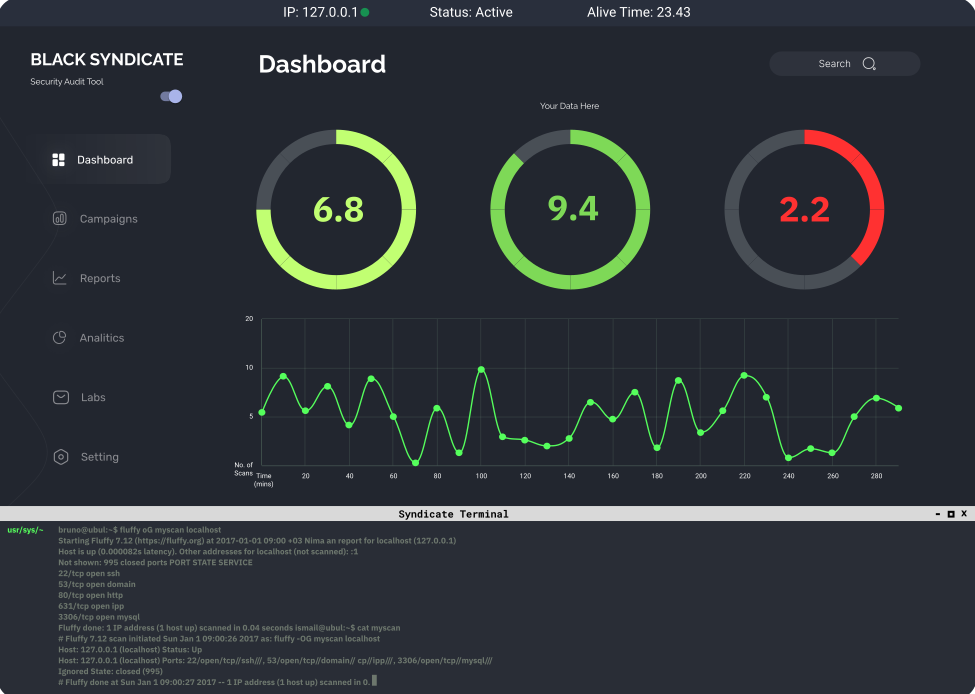 IP: 127.0.0.1 Status: Active Alive Time: 23.43
BLACK SYNDICATE
Security Audit Tool
Dashboard
Search
Your Data Here
Dashboard
Campaigns
Reports
Analitics
Labs
Setting
6.8 9.4 2.2
20
10
5
No. of
Scans
Time
(mins)
20 40 60 80 100 120 140 160 180 200 220 240 260 280
Syndicate Terminal
- x
usr/sys/~ bruno@ubul:~$ fluffy oG myscan localhost
Starting Fluffy 7.12 (https://fluffy.org) at 2017-01-01 09:00 +03 Nima an report for localhost (127.0.0.1)
Host is up (0.000082s latency). Other addresses for localhost (not scanned): :1
Not shown: 995 closed ports PORT STATE SERVICE
22/tcp open ssh
53/tcp open domain
80/tcp open http
631/tcp open ipp
3306/tcp open mysql
Fluffy done: 1 IP address (1 host up) scanned in 0.04 seconds ismail@ubul:~$ cat myscan
# Fluffy 7.12 scan initiated Sun Jan 1 09:00:26 2017 as: fluffy -OG myscan localhost
Host: 127.0.0.1 (localhost) Status: Up
Host: 127.0.0.1 (localhost) Ports: 22/open/tcp//ssh///, 53/open/tcp//domain// cp//ipp///, 3306/open/tcp//mysql///
Ignored State: closed (995)
# Fluffy done at Sun Jan 1 09:00:27 2017 -- 1 IP address (1 host up) scanned in 0.